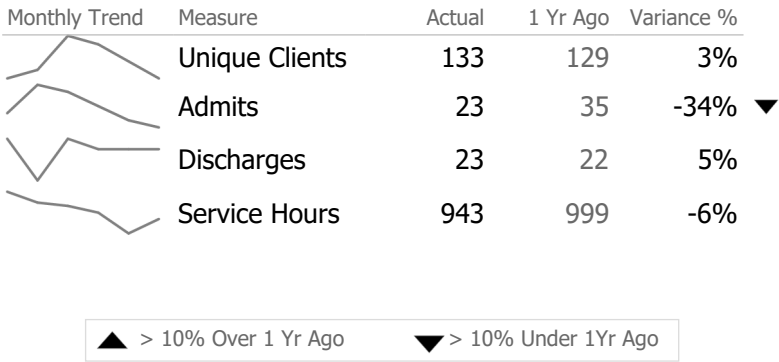 Monthly Trend Measure Actual 1 Yr Ago Variance %
Unique Clients 133 129 3%
Admits 23 35 -34% ▼
Discharges 23 22 5%
Service Hours 943 999 -6%
▲ > 10% Over 1 Yr Ago ▼ > 10% Under 1Yr Ago